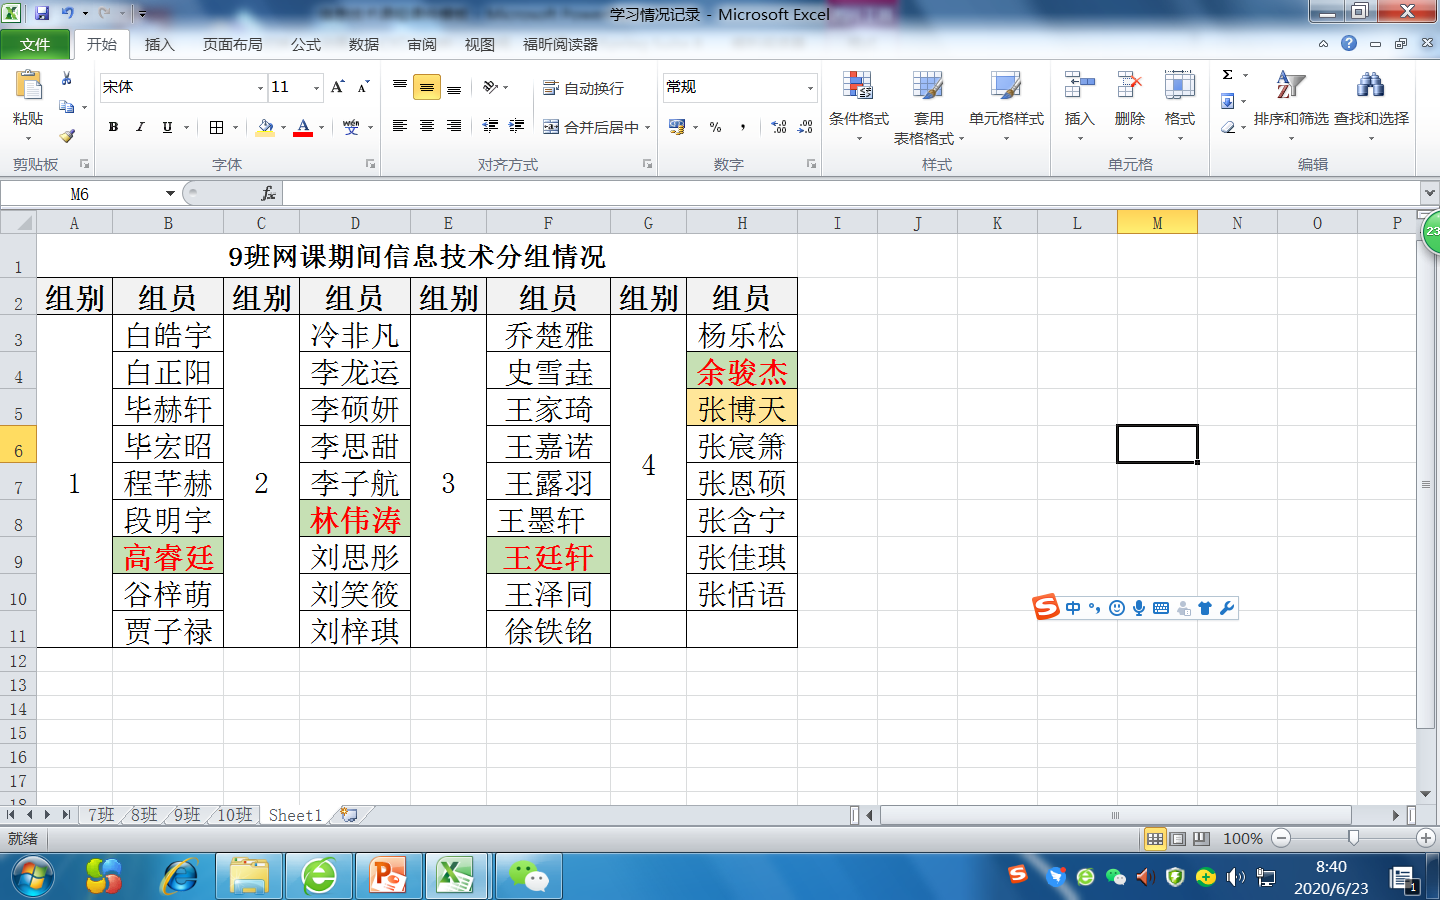 学习情况记录 - Microsoft Excel
文件 开始 插入 页面布局 公式 数据 审阅 视图 福昕阅读器
宋体 11 自动换行 常规
粘贴 条件格式 套用 表格格式 单元格样式 插入 删除 格式 排序和筛选 查找和选择
B I U wén 合并后居中 %
剪贴板 字体 对齐方式 数字 样式 单元格 编辑
M6 fx
A B C D E F G H I J K L M N O P
23
1 9班网课期间信息技术分组情况
2 组别 组员 组别 组员 组别 组员 组别 组员
3 白皓宇 冷非凡 乔楚雅 杨乐松
4 白正阳 李龙运 史雪垚 余骏杰
5 毕赫轩 李硕妍 王家琦 张博天
6 毕宏昭 李思甜 王嘉诺 张宸箫
7 1 程芊赫 2 李子航 3 王露羽 4 张恩硕
8 段明宇 林伟涛 王墨轩 张含宁
9 高睿廷 刘思彤 王廷轩 张佳琪
10 谷梓萌 刘笑筱 王泽同 张恬语
11 贾子禄 刘梓琪 徐铁铭
12
13
14
15
16
17
18
中
7班 8班 9班 10班 Sheet1
就绪 100%
8:40
2020/6/23
1